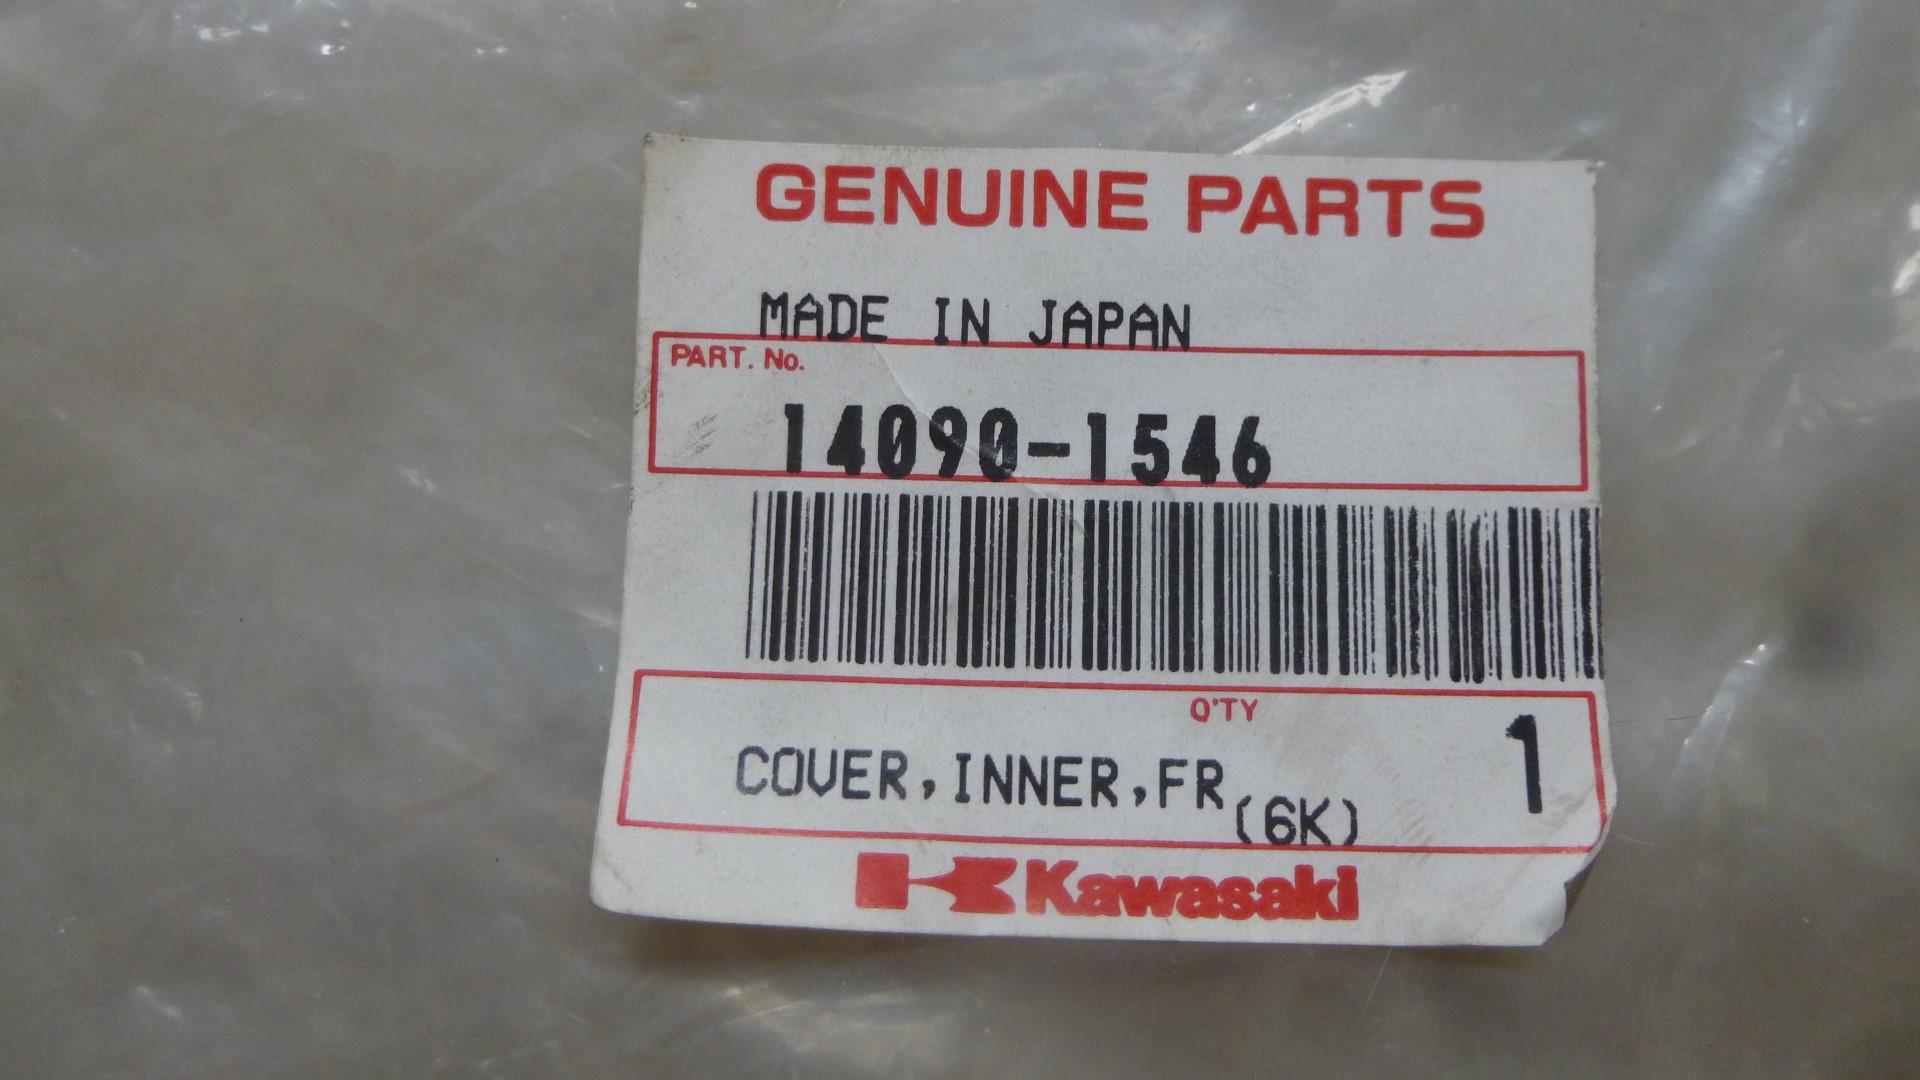 GENUINE PARTS
MADE IN JAPAN
PART. No.
14090-1546
Q'TY
1
COVER,INNER,FR(6K)
Kawasaki